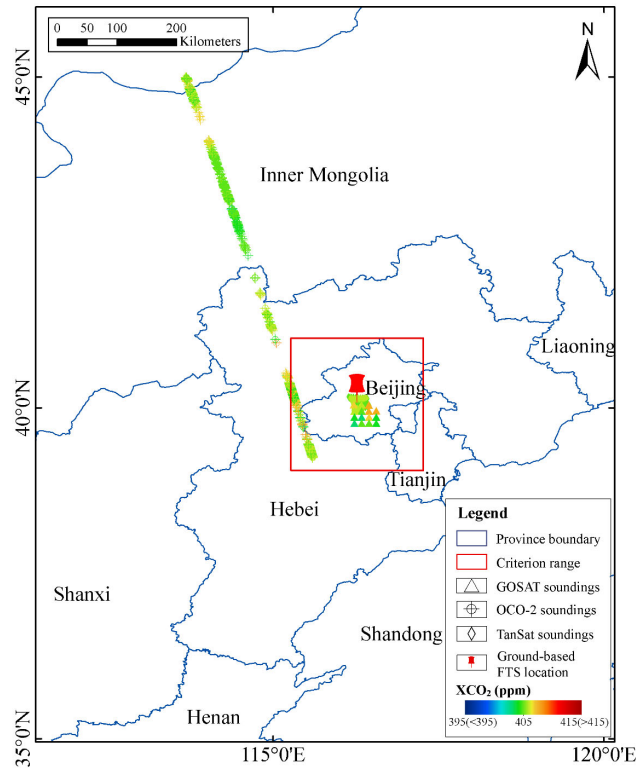 0 50 100 200
Kilometers
N
45°0'N
Inner Mongolia
Liaoning
Beijing
40°0'N
Tianjin
Hebei
Shanxi
Shandong
Henan
35°0'N
115°0'E
120°0'E
Legend
Province boundary
Criterion range
GOSAT soundings
OCO-2 soundings
TanSat soundings
Ground-based
FTS location
XCO₂ (ppm)
395(<395) 405 415(>415)